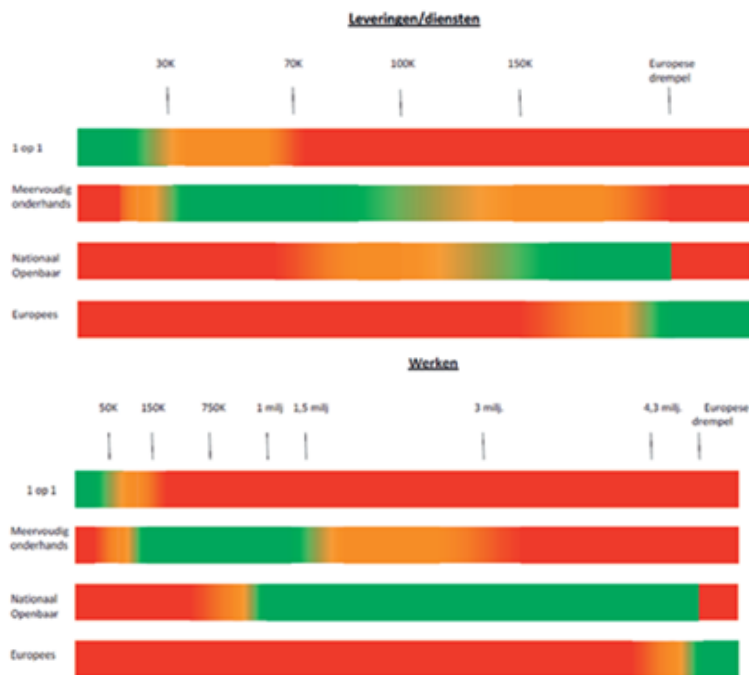 Leveringen/diensten
30K 70K 100K 150K Europese
drempel
1 op 1
Meervoudig
onderhands
Nationaal
Openbaar
Europees
Werken
50K 150K 750K 1 milj 1,5 milj 3 milj. 4,3 milj. Europese
drempel
1 op 1
Meervoudig
onderhands
Nationaal
Openbaar
Europees